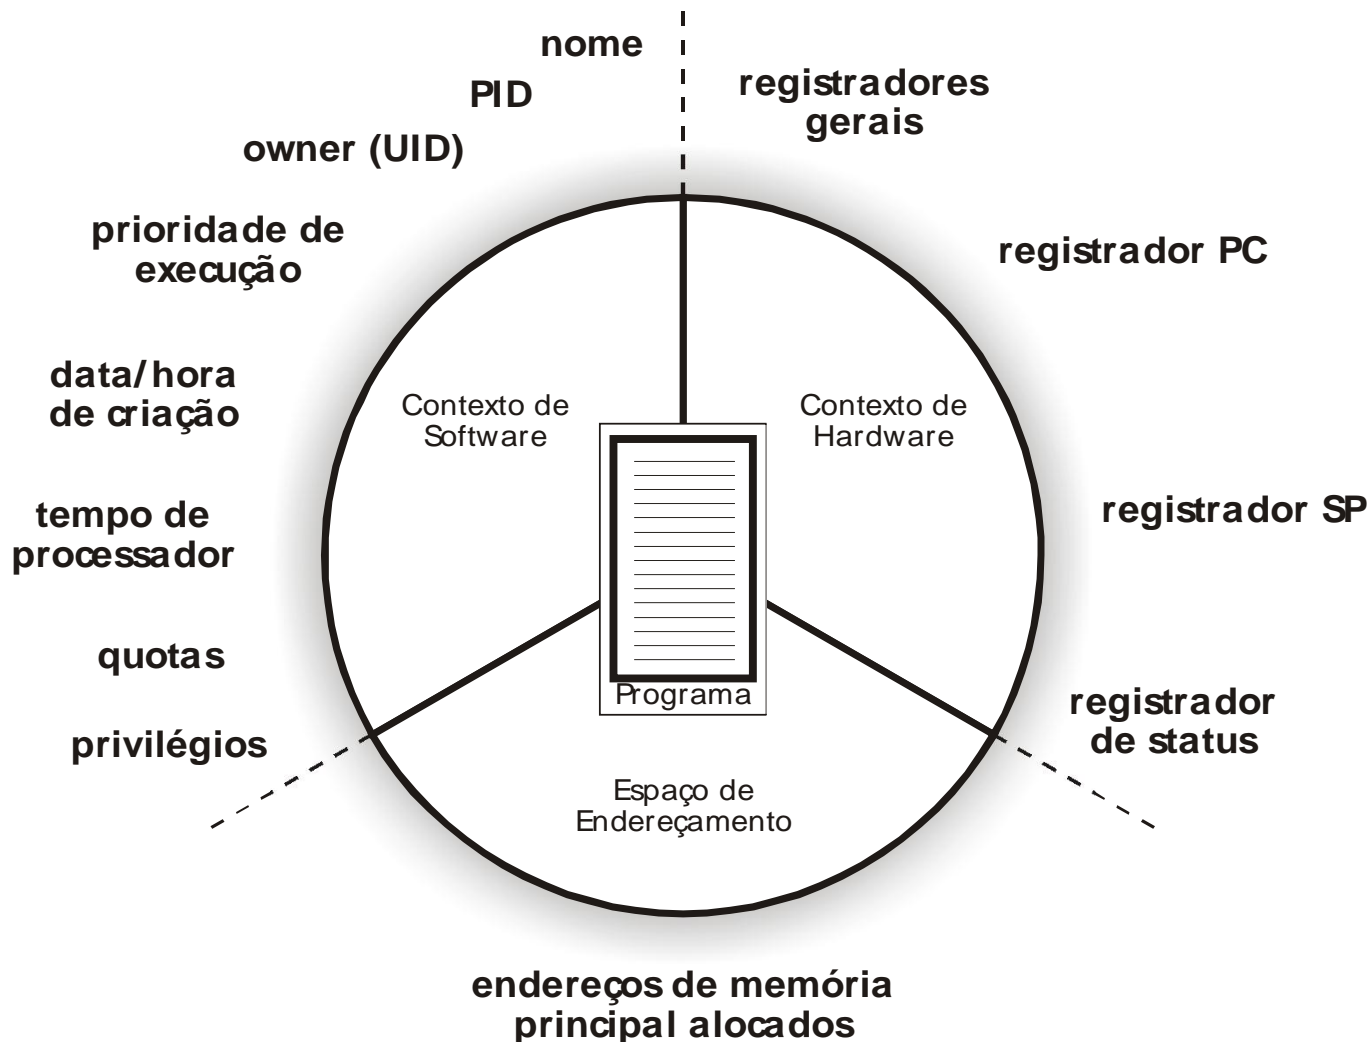 nome
PID
owner (UID)
prioridade de
execução
data/hora
de criação
tempo de
processador
quotas
privilégios
registradores
gerais
registrador PC
registrador SP
registrador
de status
Contexto de
Software
Contexto de
Hardware
Programa
Espaço de
Endereçamento
endereços de memória
principal alocados